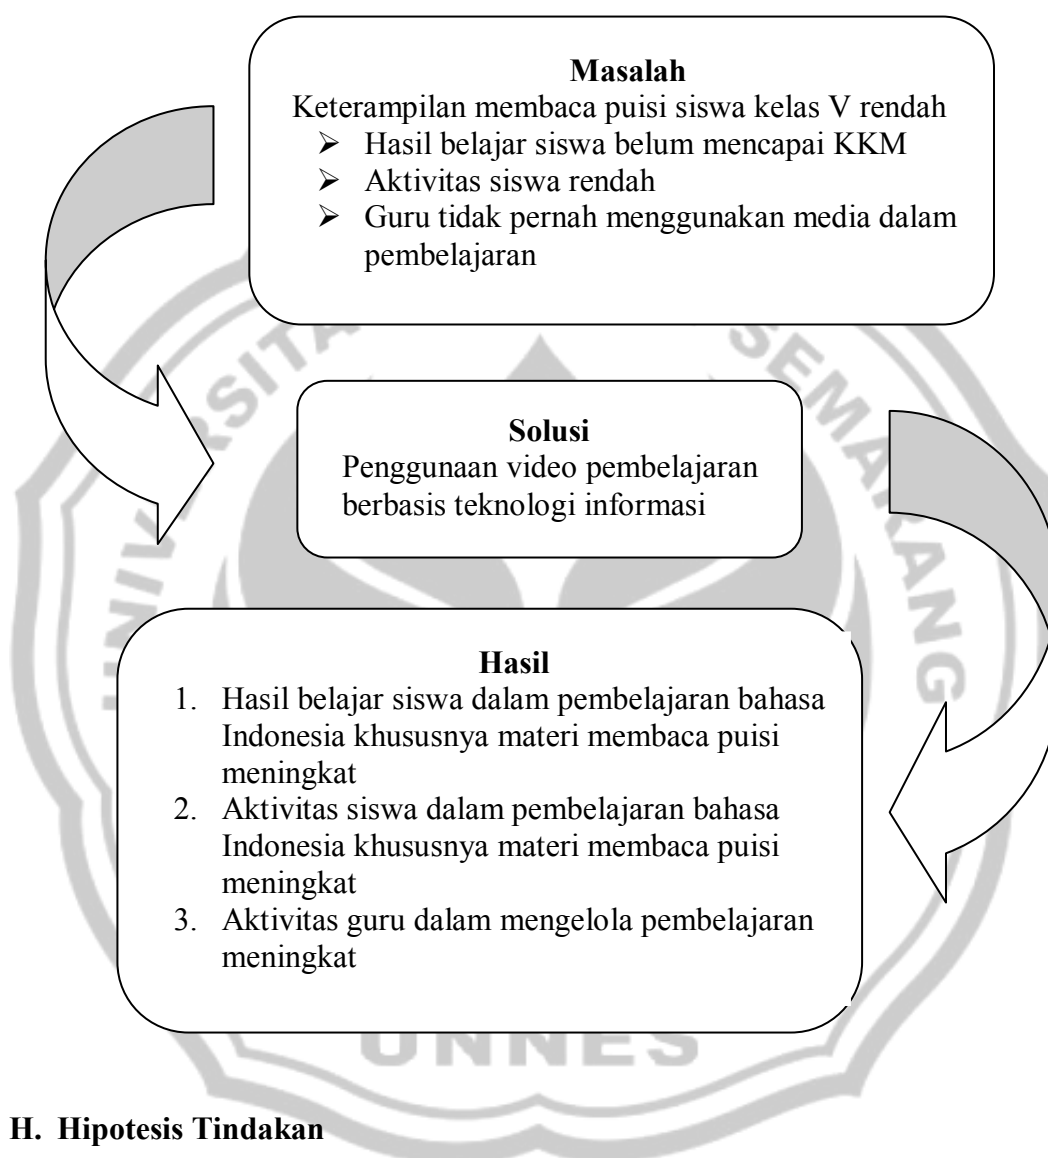 Masalah
Keterampilan membaca puisi siswa kelas V rendah
➢ Hasil belajar siswa belum mencapai KKM
➢ Aktivitas siswa rendah
➢ Guru tidak pernah menggunakan media dalam
pembelajaran
Solusi
Penggunaan video pembelajaran
berbasis teknologi informasi
Hasil
1. Hasil belajar siswa dalam pembelajaran bahasa
Indonesia khususnya materi membaca puisi
meningkat
2. Aktivitas siswa dalam pembelajaran bahasa
Indonesia khususnya materi membaca puisi
meningkat
3. Aktivitas guru dalam mengelola pembelajaran
meningkat
UNNES
H. Hipotesis Tindakan